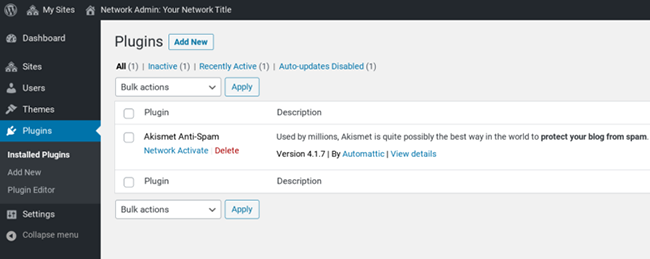 My Sites Network Admin: Your Network Title
Dashboard
Sites
Users
Themes
Plugins
Installed Plugins
Add New
Plugin Editor
Settings
Collapse menu
Plugins Add New
All (1) | Inactive (1) | Recently Active (1) | Auto-updates Disabled (1)
Bulk actions Apply
Plugin Description
Akismet Anti-Spam Used by millions, Akismet is quite possibly the best way in the world to protect your blog from spam.
Network Activate | Delete Version 4.1.7 | By Automattic | View details
Plugin Description
Bulk actions Apply